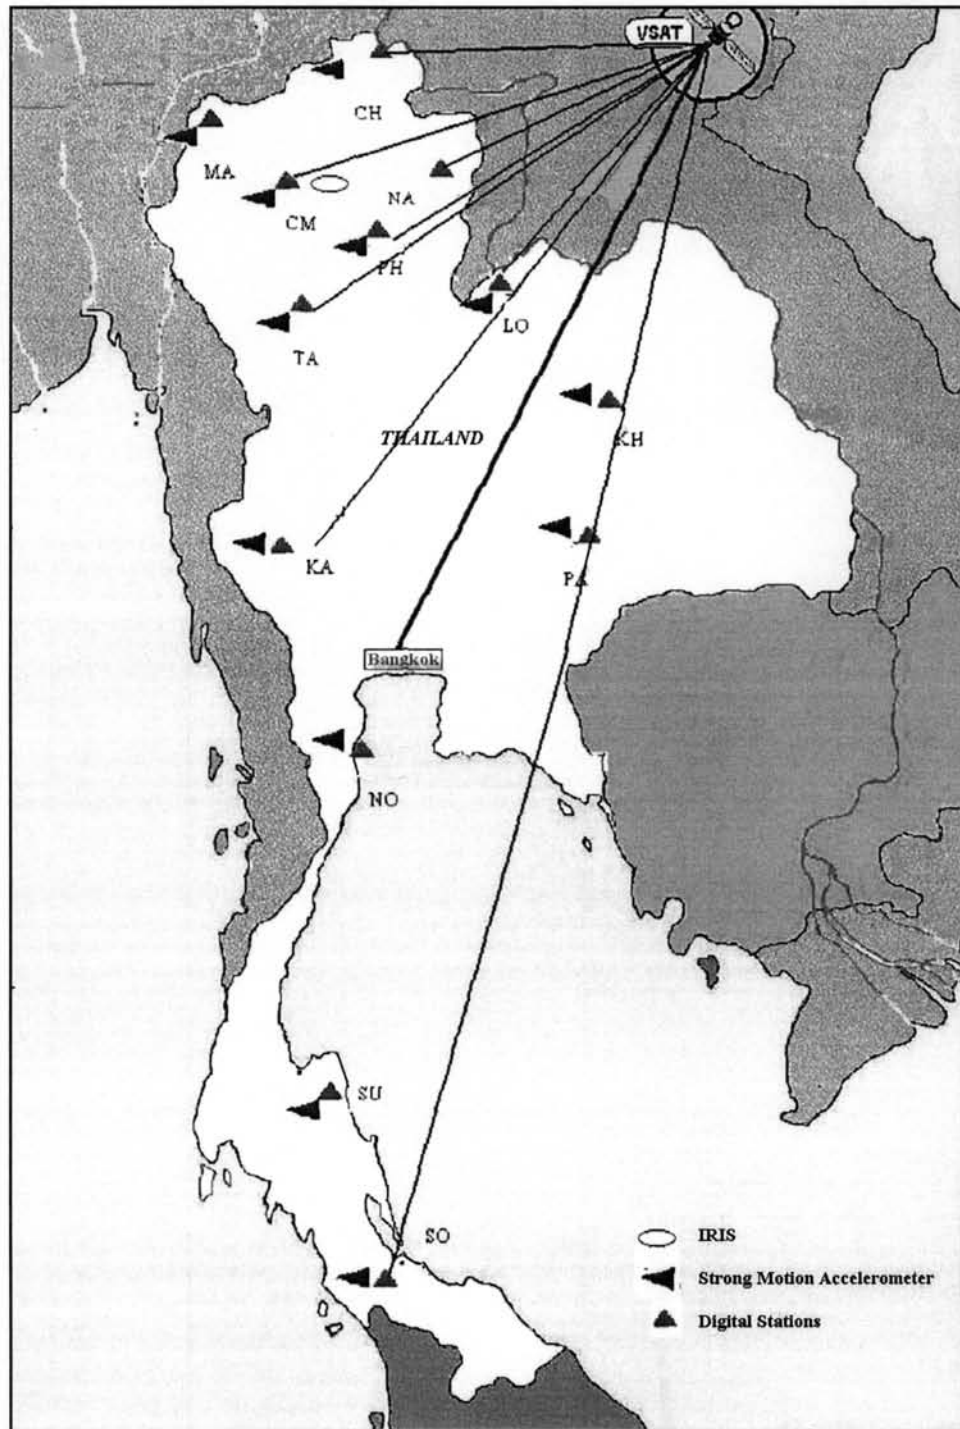 VSAT
CH
MA
NA
CM
PH
LO
TA
THAILAND
KH
KA
PA
Bangkok
NO
SU
SO
IRIS
Strong Motion Accelerometer
Digital Stations